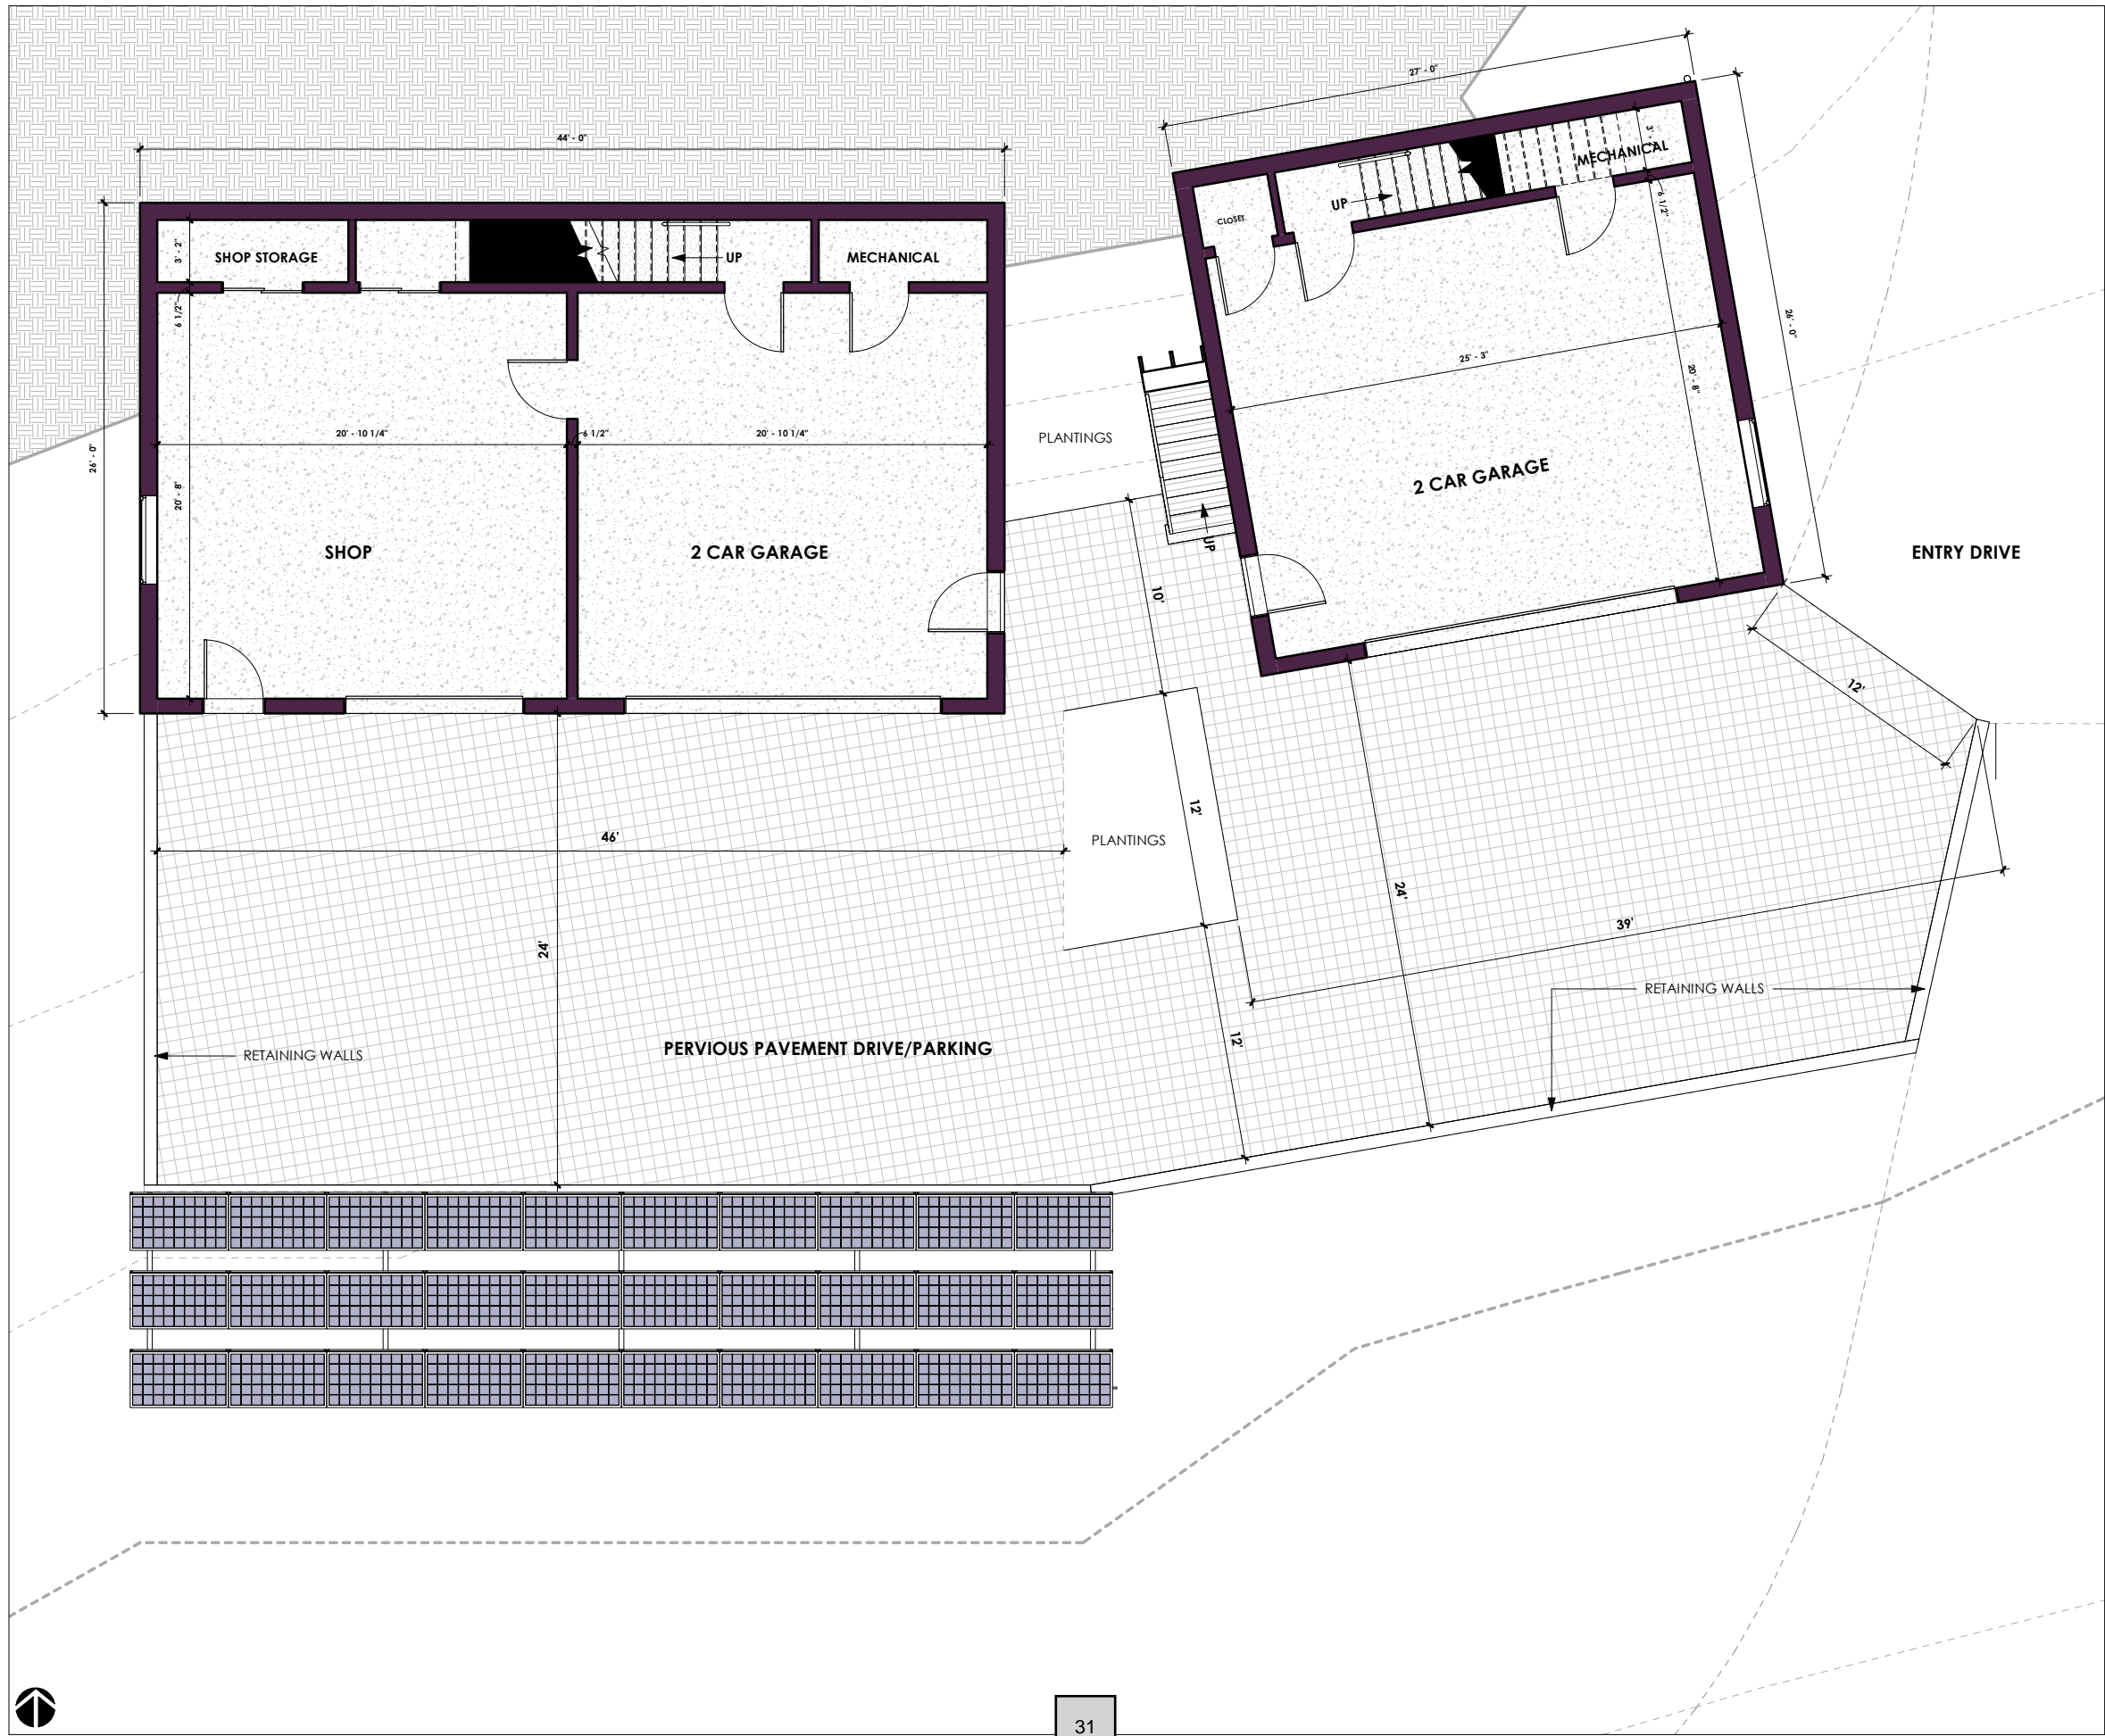 27' - 0"
44' - 0"
3' - 2"
SHOP STORAGE
UP
MECHANICAL
CLOSET
UP
MECHANICAL
3' -
6 1/2"
6 1/2"
26' - 0"
25' - 3"
20' - 8"
26' - 0"
20' - 10 1/4"
6 1/2"
20' - 10 1/4"
PLANTINGS
20' - 8"
2 CAR GARAGE
SHOP
2 CAR GARAGE
UP
ENTRY DRIVE
10'
12'
12'
46'
PLANTINGS
24'
39'
24'
RETAINING WALLS
RETAINING WALLS
PERVIOUS PAVEMENT DRIVE/PARKING
12'
31